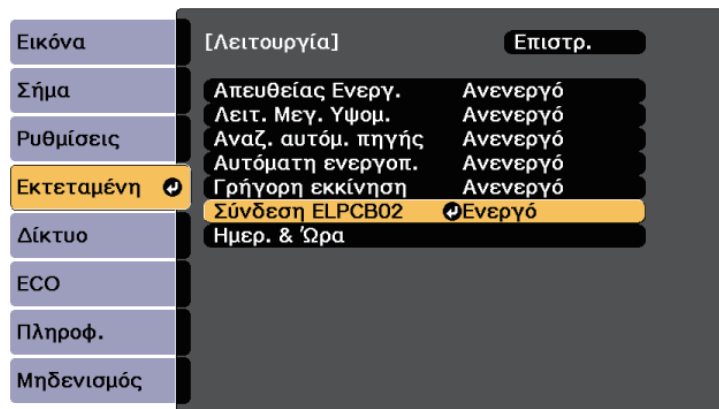 Εικόνα
Σήμα
Ρυθμίσεις
Εκτεταμένη
Δίκτυο
ECO
Πληροφ.
Μηδενισμός
[Λειτουργία] Επιστρ.
Απευθείας Ενεργ. Ανενεργό
Λειτ. Μεγ. Υψομ. Ανενεργό
Αναζ. αυτόμ. πηγής Ανενεργό
Αυτόματη ενεργοπ. Ανενεργό
Γρήγορη εκκίνηση Ανενεργό
Σύνδεση ELPCB02 Ενεργό
Ημερ. & Ώρα